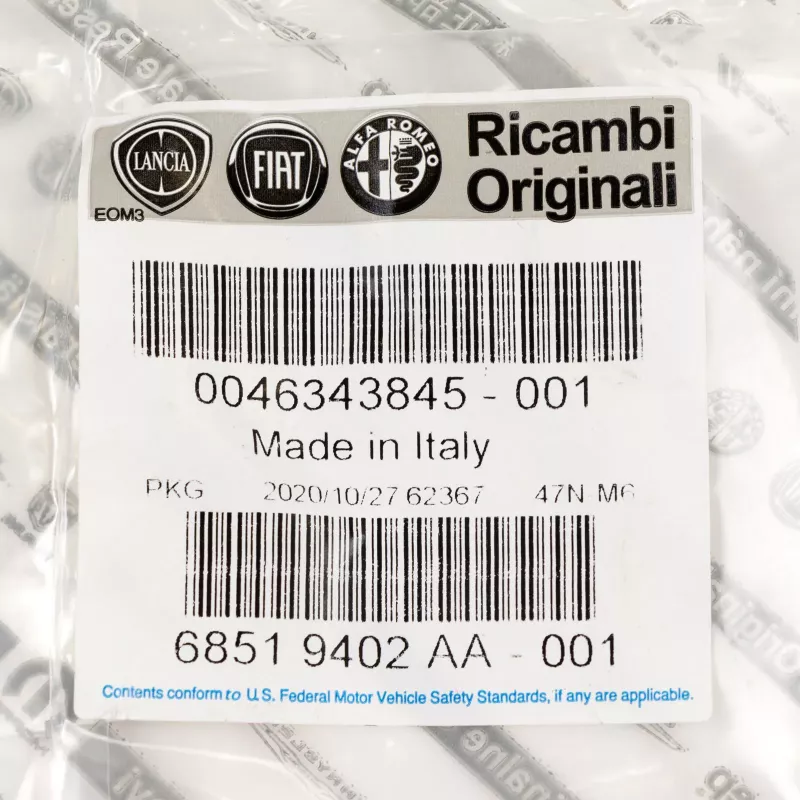 LANCIA
FIAT
ALFA ROMEO
Ricambi
Originali
EOM3
0046343845 - 001
Made in Italy
PKG 2020/10/27 62367 47N M6
6851 9402 AA - 001
Contents conform to U.S. Federal Motor Vehicle Safety Standards, if any are applicable.